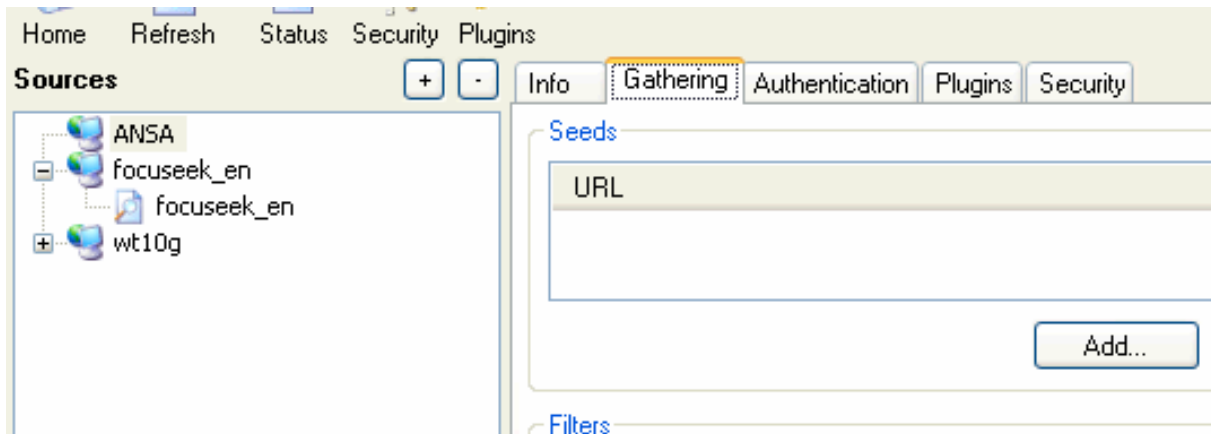 Home Refresh Status Security Plugins
Sources + -
Info Gathering Authentication Plugins Security
ANSA
focuseek_en
focuseek_en
wt10g
Seeds
URL
Add...
Filters